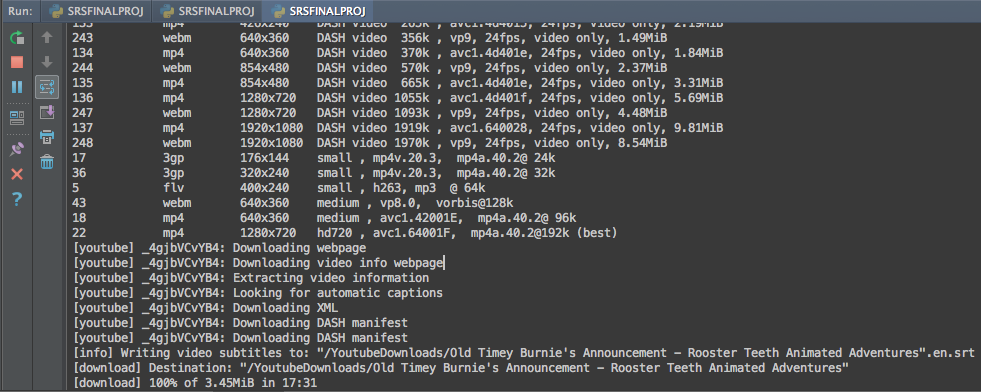 Run: SRSFINALPROJ SRSFINALPROJ SRSFINALPROJ
133 mp4 426x240 DASH video 265k , avc1.4d4015, 24fps, video only, 2.19MiB
243 webm 640x360 DASH video 356k , vp9, 24fps, video only, 1.49MiB
134 mp4 640x360 DASH video 370k , avc1.4d401e, 24fps, video only, 1.84MiB
244 webm 854x480 DASH video 570k , vp9, 24fps, video only, 2.37MiB
135 mp4 854x480 DASH video 665k , avc1.4d401e, 24fps, video only, 3.31MiB
136 mp4 1280x720 DASH video 1055k , avc1.4d401f, 24fps, video only, 5.69MiB
247 webm 1280x720 DASH video 1093k , vp9, 24fps, video only, 4.48MiB
137 mp4 1920x1080 DASH video 1919k , avc1.640028, 24fps, video only, 9.81MiB
248 webm 1920x1080 DASH video 1970k , vp9, 24fps, video only, 8.54MiB
17 3gp 176x144 small , mp4v.20.3, mp4a.40.2@ 24k
36 3gp 320x240 small , mp4v.20.3, mp4a.40.2@ 32k
5 flv 400x240 small , h263, mp3 @ 64k
43 webm 640x360 medium , vp8.0, vorbis@128k
18 mp4 640x360 medium , avc1.42001E, mp4a.40.2@ 96k
22 mp4 1280x720 hd720 , avc1.64001F, mp4a.40.2@192k (best)
[youtube] _4gjbVCvYB4: Downloading webpage
[youtube] _4gjbVCvYB4: Downloading video info webpage
[youtube] _4gjbVCvYB4: Extracting video information
[youtube] _4gjbVCvYB4: Looking for automatic captions
[youtube] _4gjbVCvYB4: Downloading XML
[youtube] _4gjbVCvYB4: Downloading DASH manifest
[youtube] _4gjbVCvYB4: Downloading DASH manifest
[info] Writing video subtitles to: "/YoutubeDownloads/Old Timey Burnie's Announcement – Rooster Teeth Animated Adventures".en.srt
[download] Destination: "/YoutubeDownloads/Old Timey Burnie's Announcement – Rooster Teeth Animated Adventures"
[download] 100% of 3.45MiB in 17:31